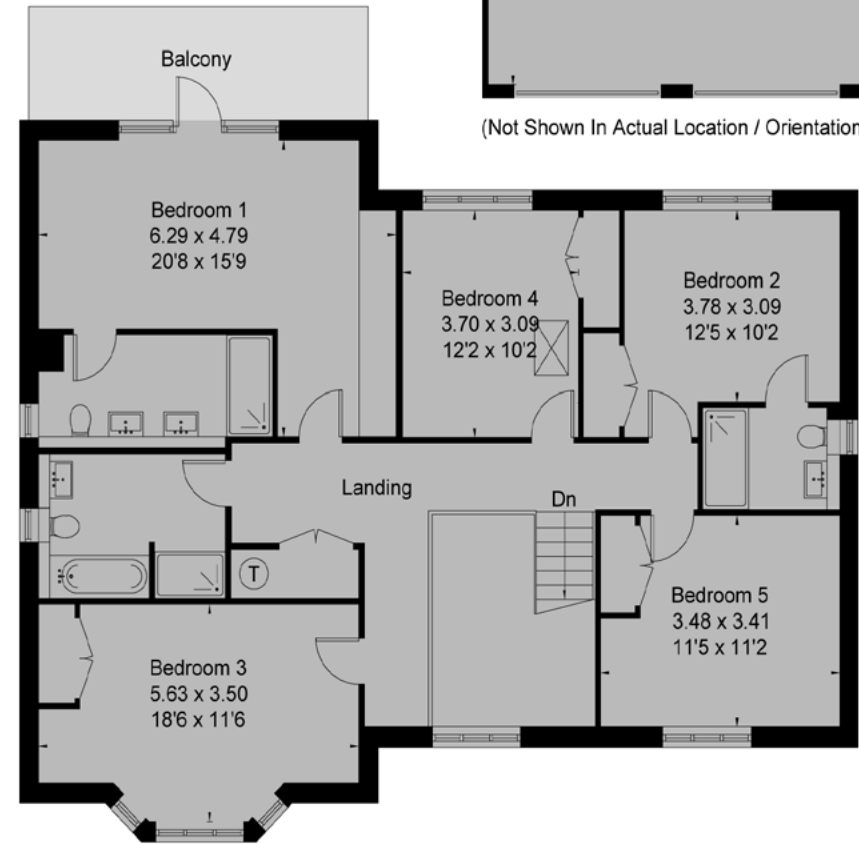 Balcony
(Not Shown In Actual Location / Orientation
Bedroom 1
6.29 x 4.79
20'8 x 15'9
Bedroom 4
3.70 x 3.09
12'2 x 10'2
Bedroom 2
3.78 x 3.09
12'5 x 10'2
Landing
Dn
T
Bedroom 5
3.48 x 3.41
11'5 x 11'2
Bedroom 3
5.63 x 3.50
18'6 x 11'6